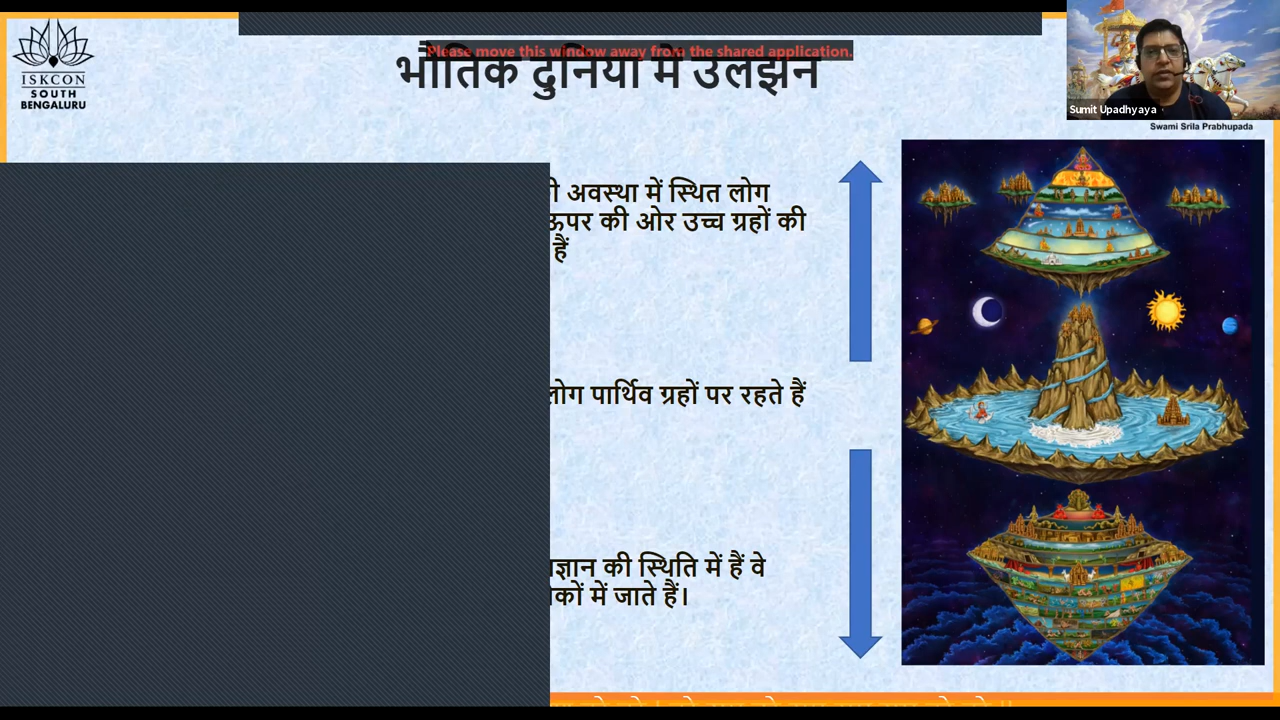 ISKCON
SOUTH
BENGALURU
Please move this window away from the shared application.
भौतिक दुनिया में उलझन
Sumit Upadhyaya
Swami Srila Prabhupada
अवस्था में स्थित लोग
ऊपर की ओर उच्च ग्रहों की
हैं
लोग पार्थिव ग्रहों पर रहते हैं
की स्थिति में हैं वे
में जाते हैं।